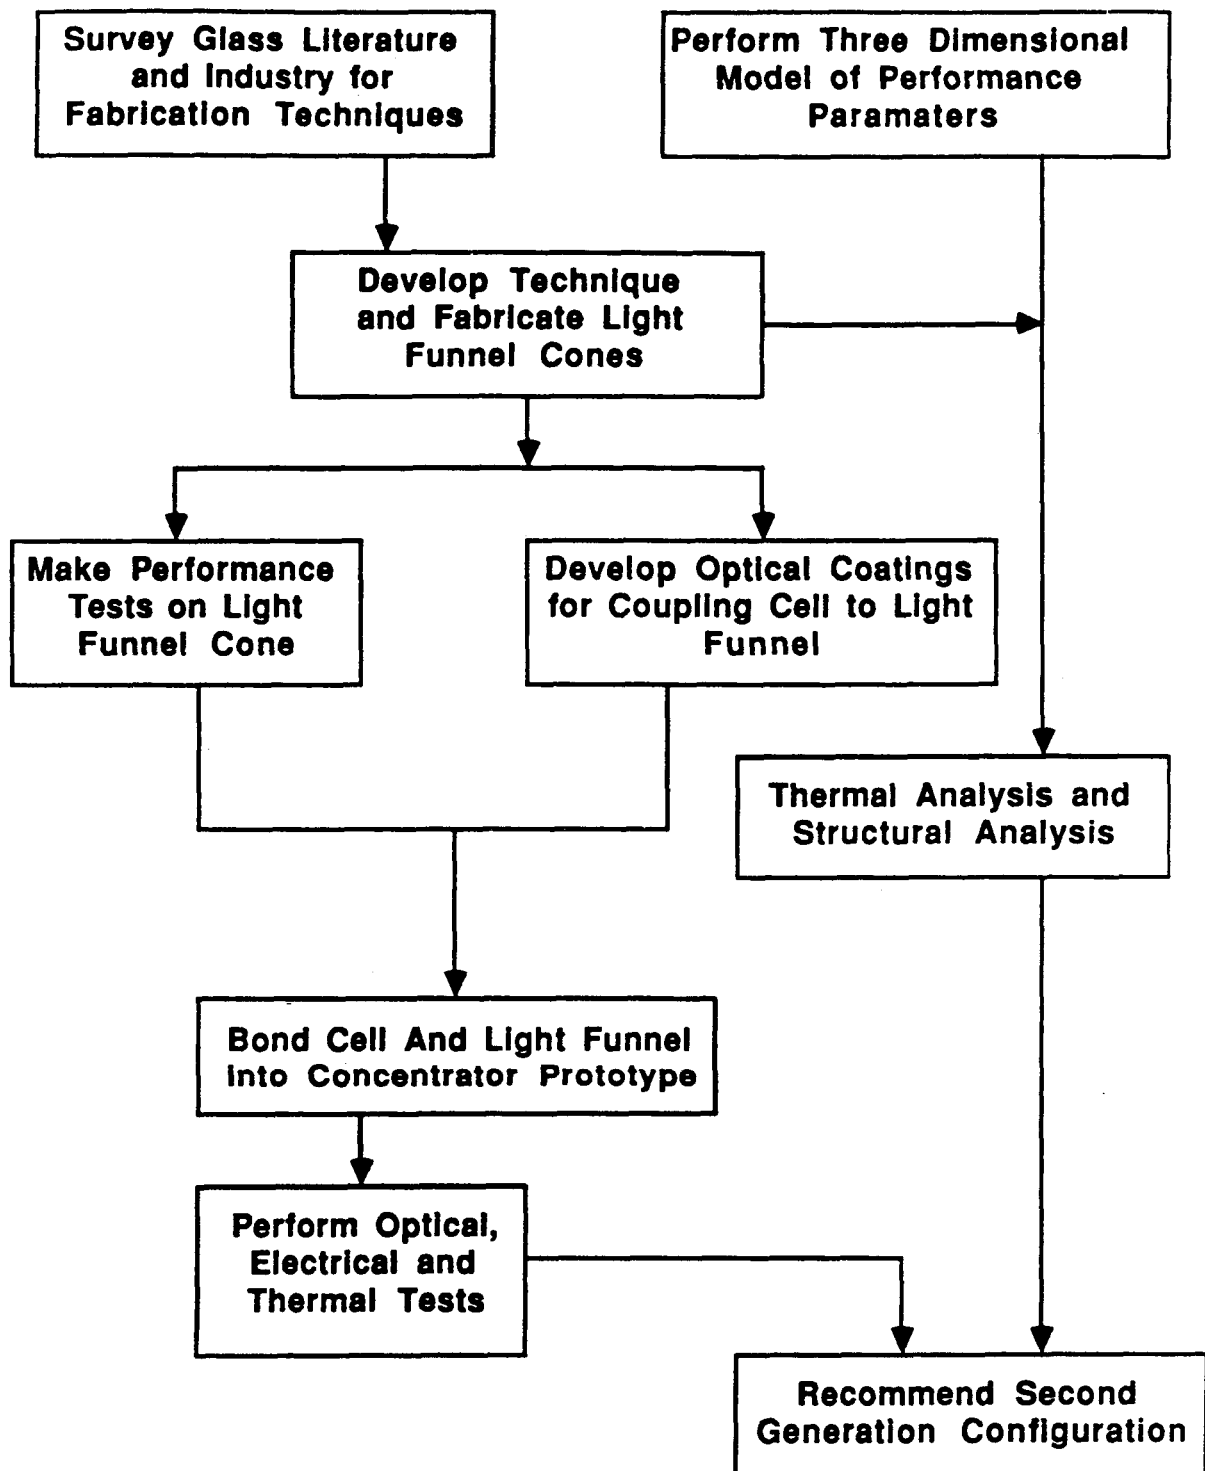 Survey Glass Literature
and Industry for
Fabrication Techniques
Perform Three Dimensional
Model of Performance
Paramaters
Develop Technique
and Fabricate Light
Funnel Cones
Make Performance
Tests on Light
Funnel Cone
Develop Optical Coatings
for Coupling Cell to Light
Funnel
Thermal Analysis and
Structural Analysis
Bond Cell And Light Funnel
into Concentrator Prototype
Perform Optical,
Electrical and
Thermal Tests
Recommend Second
Generation Configuration